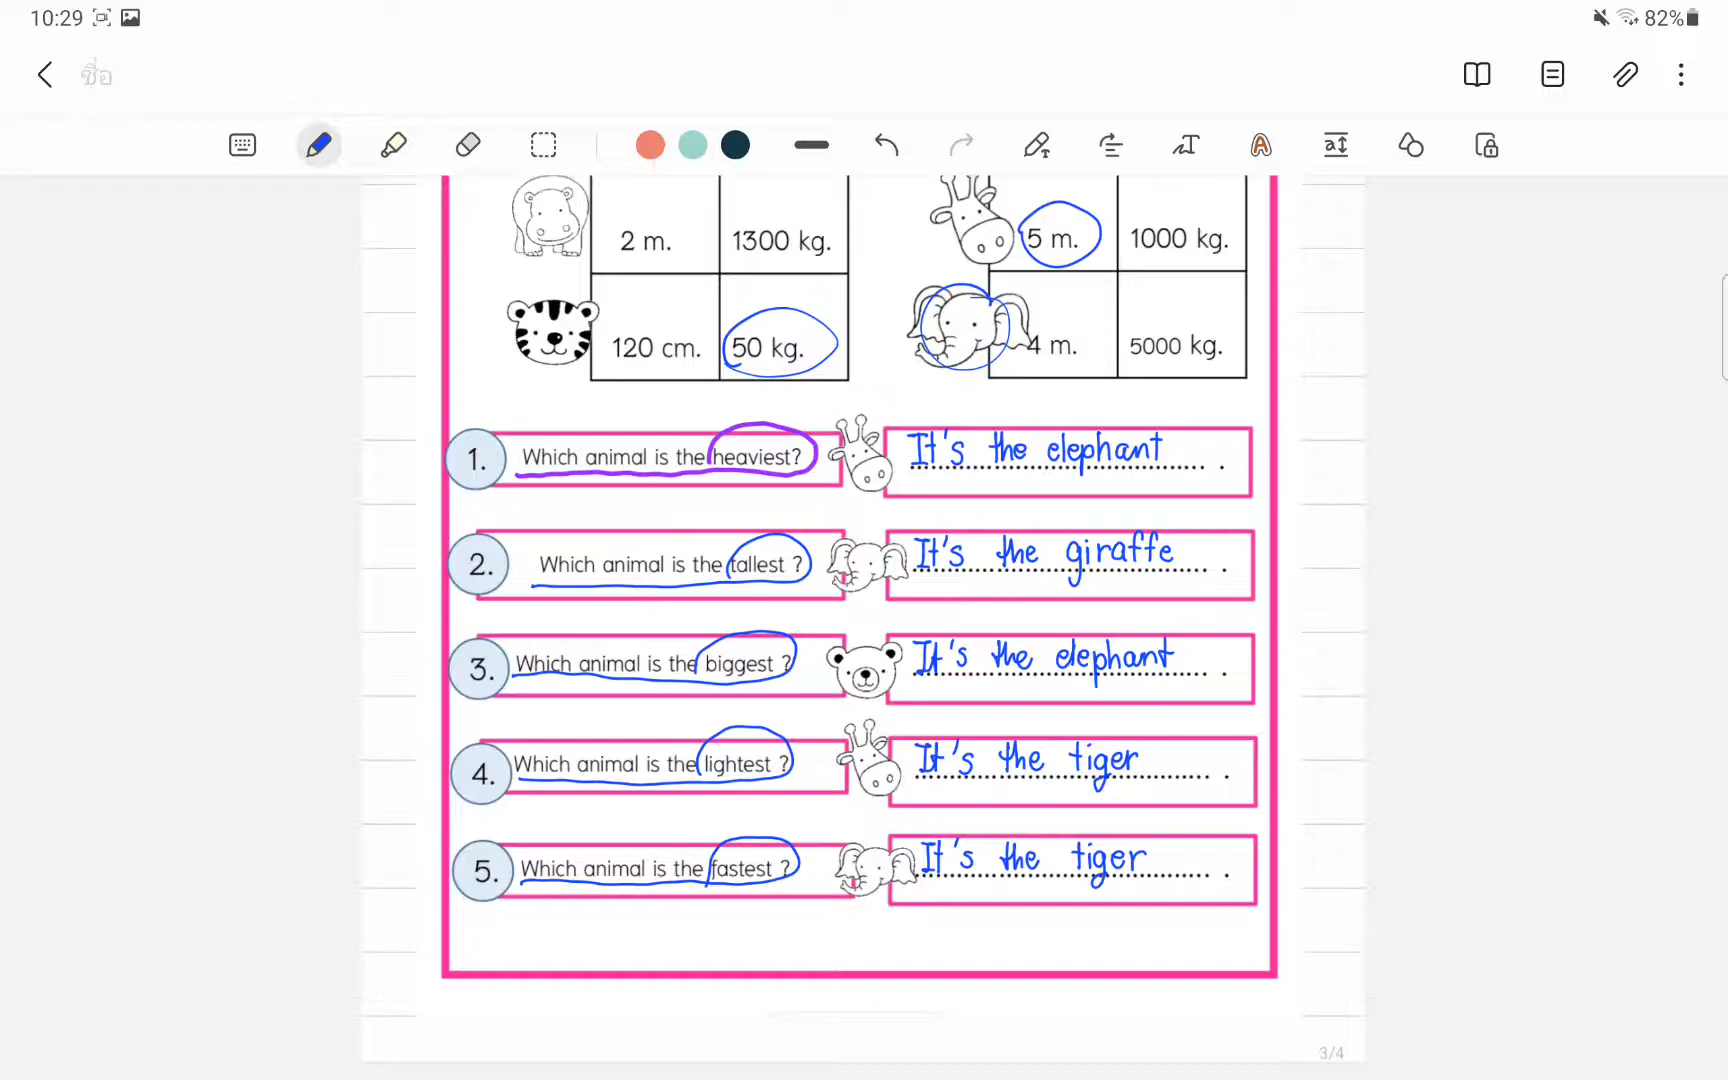 10:29 82%
ชื่อ
2 m. 1300 kg. 5 m. 1000 kg.
120 cm. 50 kg. 4 m. 5000 kg.
1. Which animal is the heaviest? It's the elephant .
2. Which animal is the tallest ? It's the giraffe .
3. Which animal is the biggest ? It's the elephant .
4. Which animal is the lightest ? It's the tiger .
5. Which animal is the fastest ? It's the tiger .
3/4